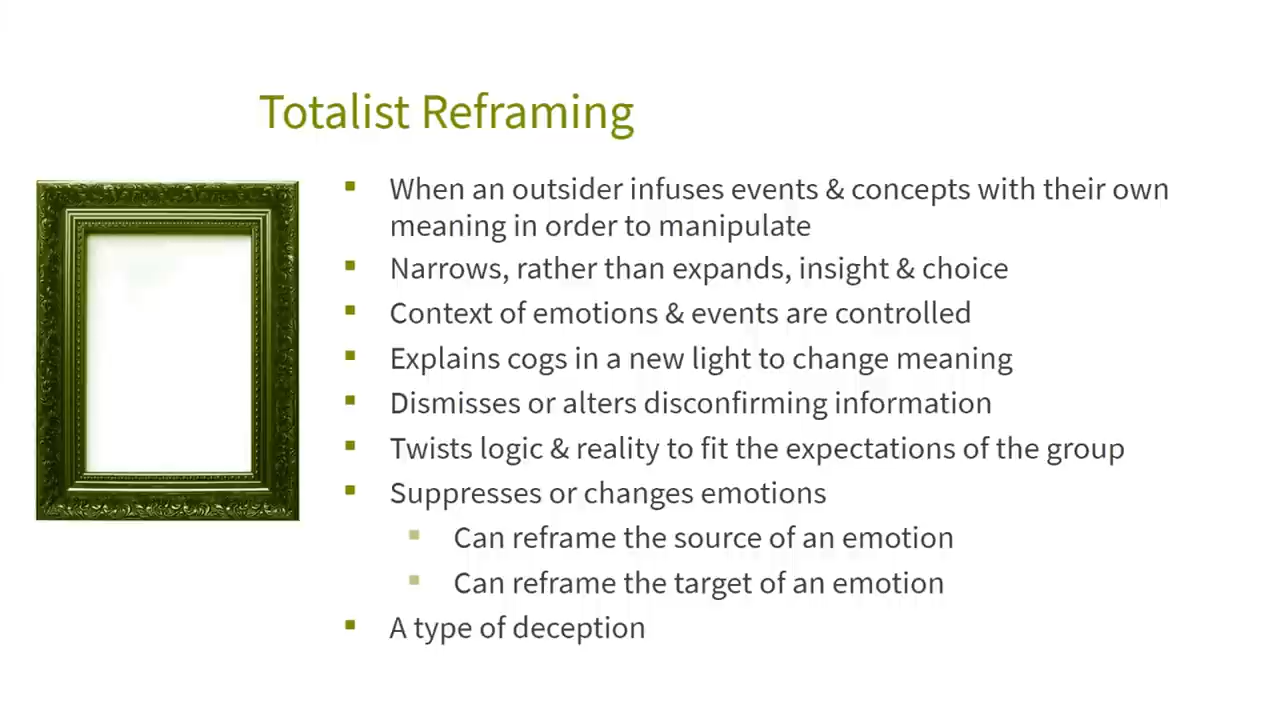 Totalist Reframing
▪ When an outsider infuses events & concepts with their own
meaning in order to manipulate
▪ Narrows, rather than expands, insight & choice
▪ Context of emotions & events are controlled
▪ Explains cogs in a new light to change meaning
▪ Dismisses or alters disconfirming information
▪ Twists logic & reality to fit the expectations of the group
▪ Suppresses or changes emotions
▪ Can reframe the source of an emotion
▪ Can reframe the target of an emotion
▪ A type of deception